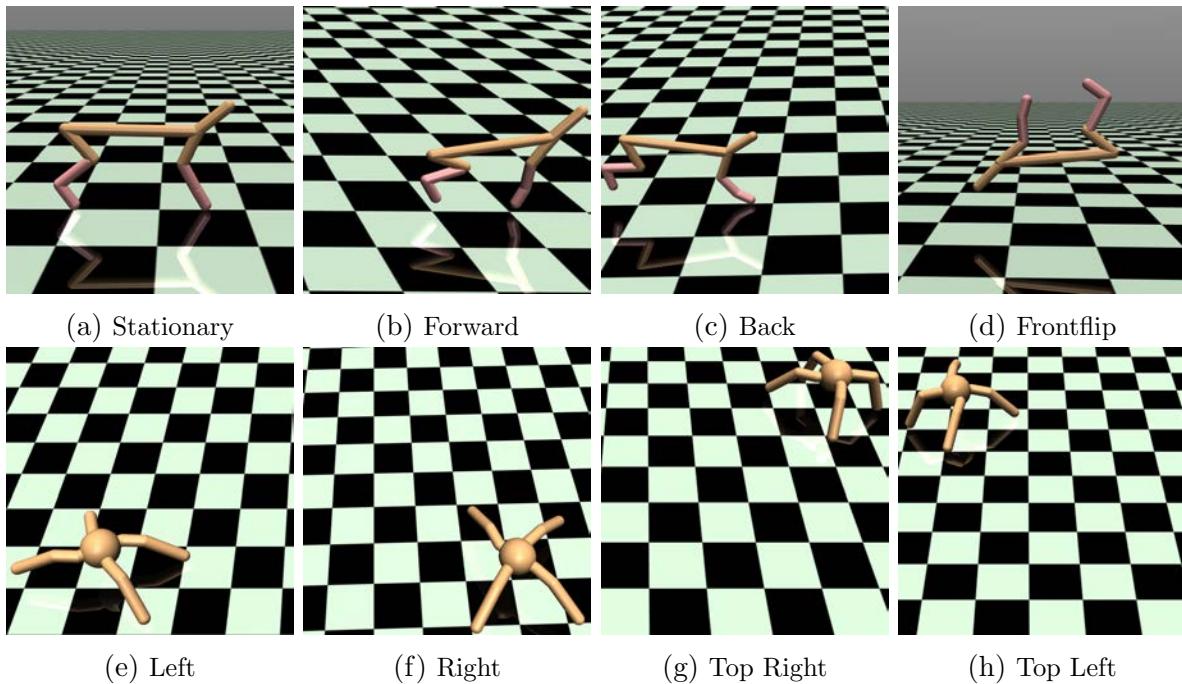 (a) Stationary
(b) Forward
(c) Back
(d) Frontflip
(e) Left
(f) Right
(g) Top Right
(h) Top Left